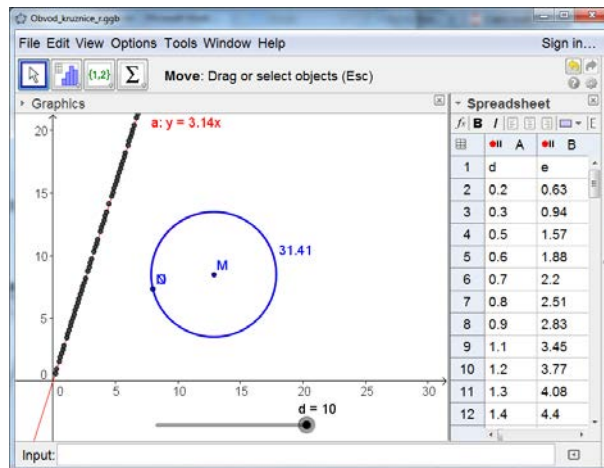 Obvod_kruznice_r.ggb
File Edit View Options Tools Window Help Sign in...
{1,2} Σ Move: Drag or select objects (Esc)
Graphics
Spreadsheet
fx B I
A B
1 d e
2 0.2 0.63
3 0.3 0.94
4 0.5 1.57
5 0.6 1.88
6 0.7 2.2
7 0.8 2.51
8 0.9 2.83
9 1.1 3.45
10 1.2 3.77
11 1.3 4.08
12 1.4 4.4
a: y = 3.14x
20
15
10
5
0
31.41
M
0 5 10 15 20 25 30
d = 10
Input: